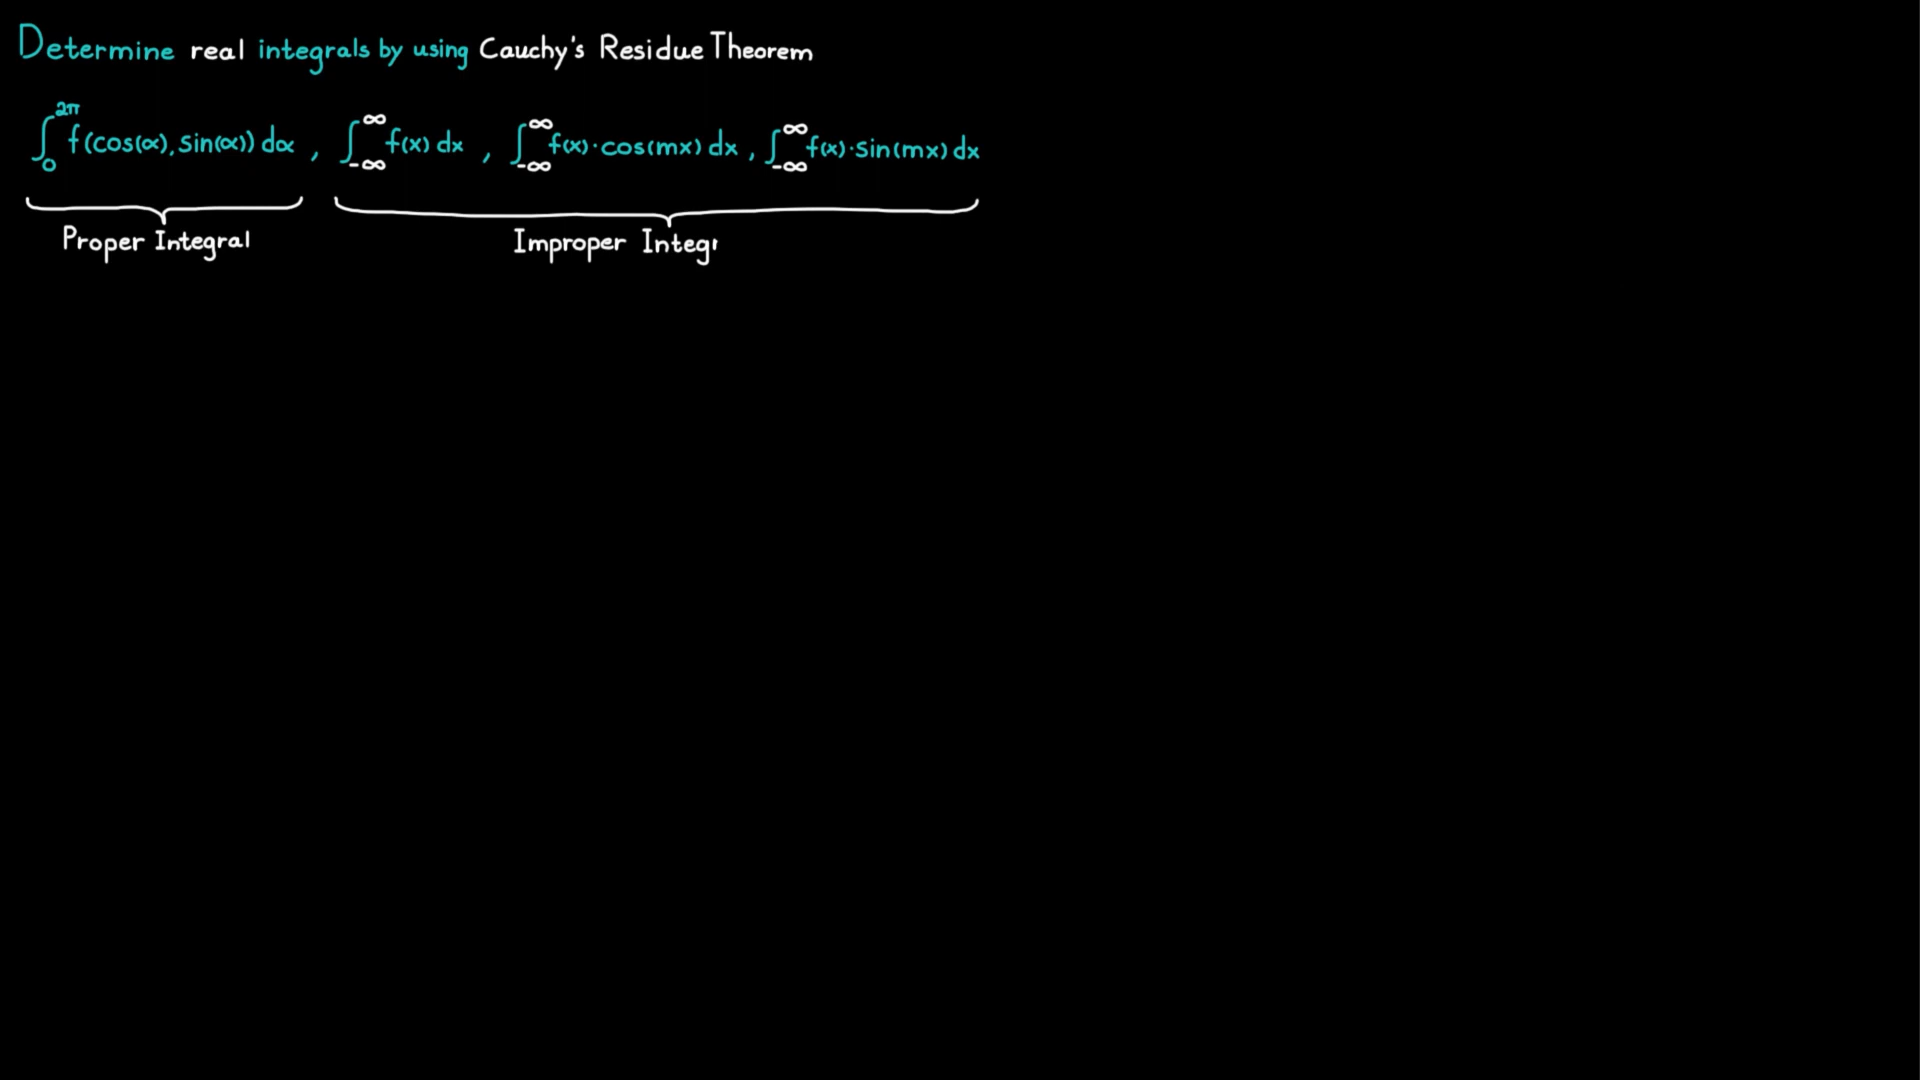 Determine real integrals by using Cauchy's Residue Theorem
∫₀^2π f(cos(α), sin(α)) dα , ∫_-∞^∞ f(x) dx , ∫_-∞^∞ f(x)·cos(mx) dx , ∫_-∞^∞ f(x)·sin(mx) dx
Proper Integral Improper Integr